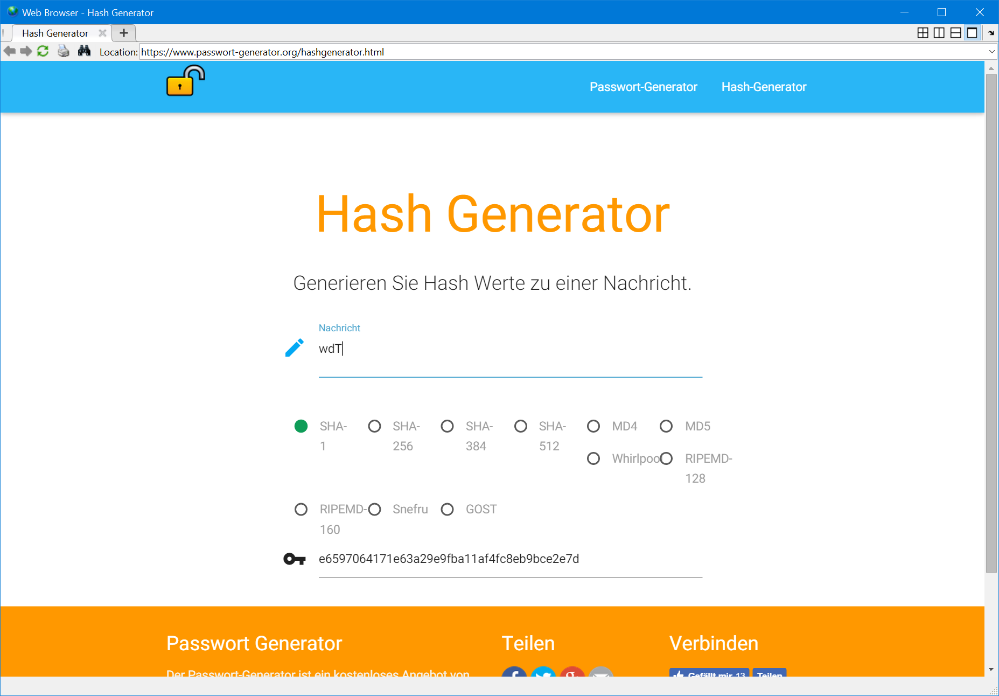 Web Browser - Hash Generator
Hash Generator
Location: https://www.passwort-generator.org/hashgenerator.html
Passwort-Generator Hash-Generator
Hash Generator
Generieren Sie Hash Werte zu einer Nachricht.
Nachricht
wdT
SHA-1 SHA-256 SHA-384 SHA-512 MD4 MD5
Whirlpool RIPEMD-128
RIPEMD-160 Snefru GOST
e6597064171e63a29e9fba11af4fc8eb9bce2e7d
Passwort Generator Teilen Verbinden
Der Passwort-Generator ist ein kostenloses Angebot von
Gefällt mir 13 Teilen